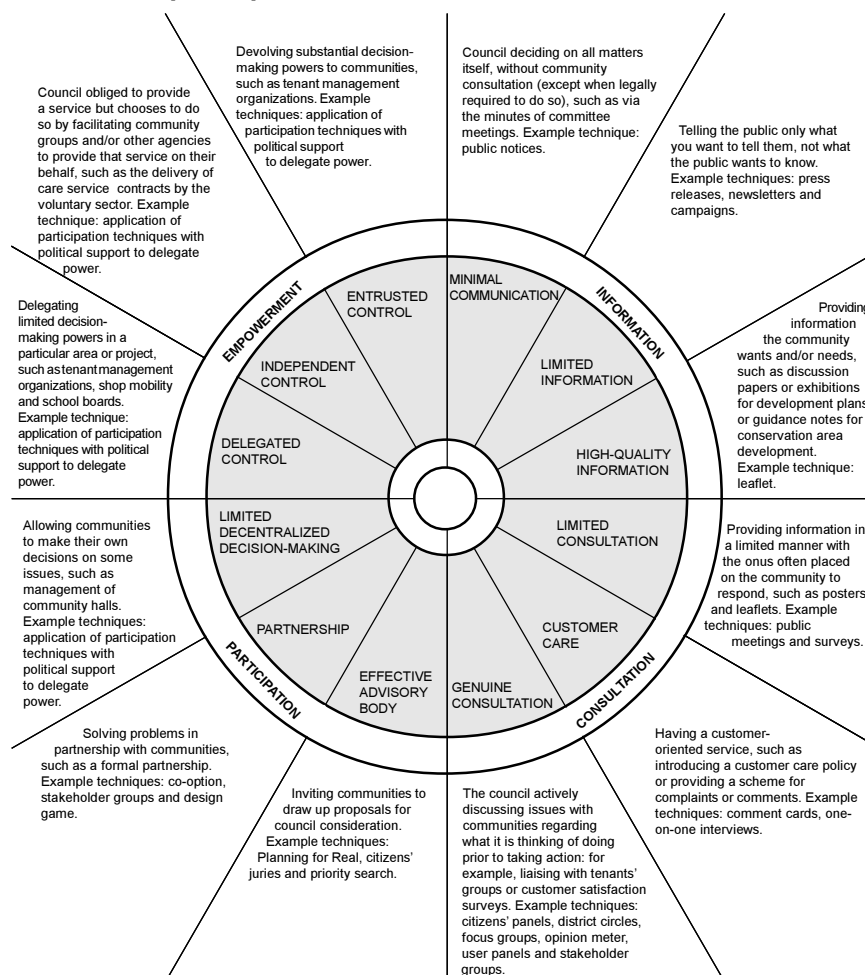 Devolving substantial decision-
making powers to communities,
such as tenant management
organizations. Example
techniques: application of
participation techniques with
political support
to delegate power.
Council deciding on all matters
itself, without community
consultation (except when legally
required to do so), such as via
the minutes of committee
meetings. Example technique:
public notices.
Telling the public only what
you want to tell them, not what
the public wants to know.
Example techniques: press
releases, newsletters and
campaigns.
Providing
information
the community
wants and/or needs,
such as discussion
papers or exhibitions
for development plans
or guidance notes for
conservation area
development.
Example technique:
leaflet.
Providing information in
a limited manner with
the onus often placed
on the community to
respond, such as posters
and leaflets. Example
techniques: public
meetings and surveys.
Having a customer-
oriented service, such as
introducing a customer care policy
or providing a scheme for
complaints or comments. Example
techniques: comment cards, one-
on-one interviews.
The council actively
discussing issues with
communities regarding
what it is thinking of doing
prior to taking action: for
example, liaising with tenants'
groups or customer satisfaction
surveys. Example techniques:
citizens' panels, district circles,
focus groups, opinion meter,
user panels and stakeholder
groups.
Inviting communities to
draw up proposals for
council consideration.
Example techniques:
Planning for Real, citizens'
juries and priority search.
Solving problems in
partnership with communities,
such as a formal partnership.
Example techniques: co-option,
stakeholder groups and design
game.
Allowing communities
to make their own
decisions on some
issues, such as
management of
community halls.
Example techniques:
application of participation
techniques with
political support
to delegate
power.
Delegating
limited decision-
making powers in a
particular area or project,
such as tenant management
organizations, shop mobility
and school boards.
Example technique:
application of participation
techniques with political
support to delegate
power.
Council obliged to provide
a service but chooses to do
so by facilitating community
groups and/or other agencies
to provide that service on their
behalf, such as the delivery of
care service contracts by the
voluntary sector. Example
technique: application of
participation techniques with
political support to delegate
power.
EMPOWERMENT
INFORMATION
CONSULTATION
PARTICIPATION
MINIMAL
COMMUNICATION
LIMITED
INFORMATION
HIGH-QUALITY
INFORMATION
LIMITED
CONSULTATION
CUSTOMER
CARE
GENUINE
CONSULTATION
EFFECTIVE
ADVISORY
BODY
PARTNERSHIP
LIMITED
DECENTRALIZED
DECISION-MAKING
DELEGATED
CONTROL
INDEPENDENT
CONTROL
ENTRUSTED
CONTROL